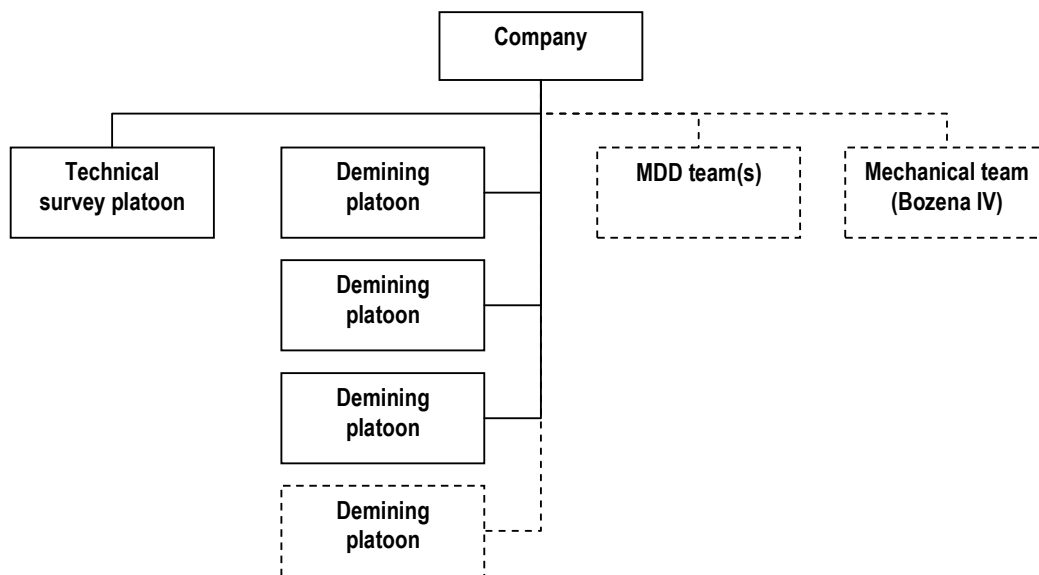 Company
Technical
survey platoon
Demining
platoon
MDD team(s)
Mechanical team
(Bozena IV)
Demining
platoon
Demining
platoon
Demining
platoon